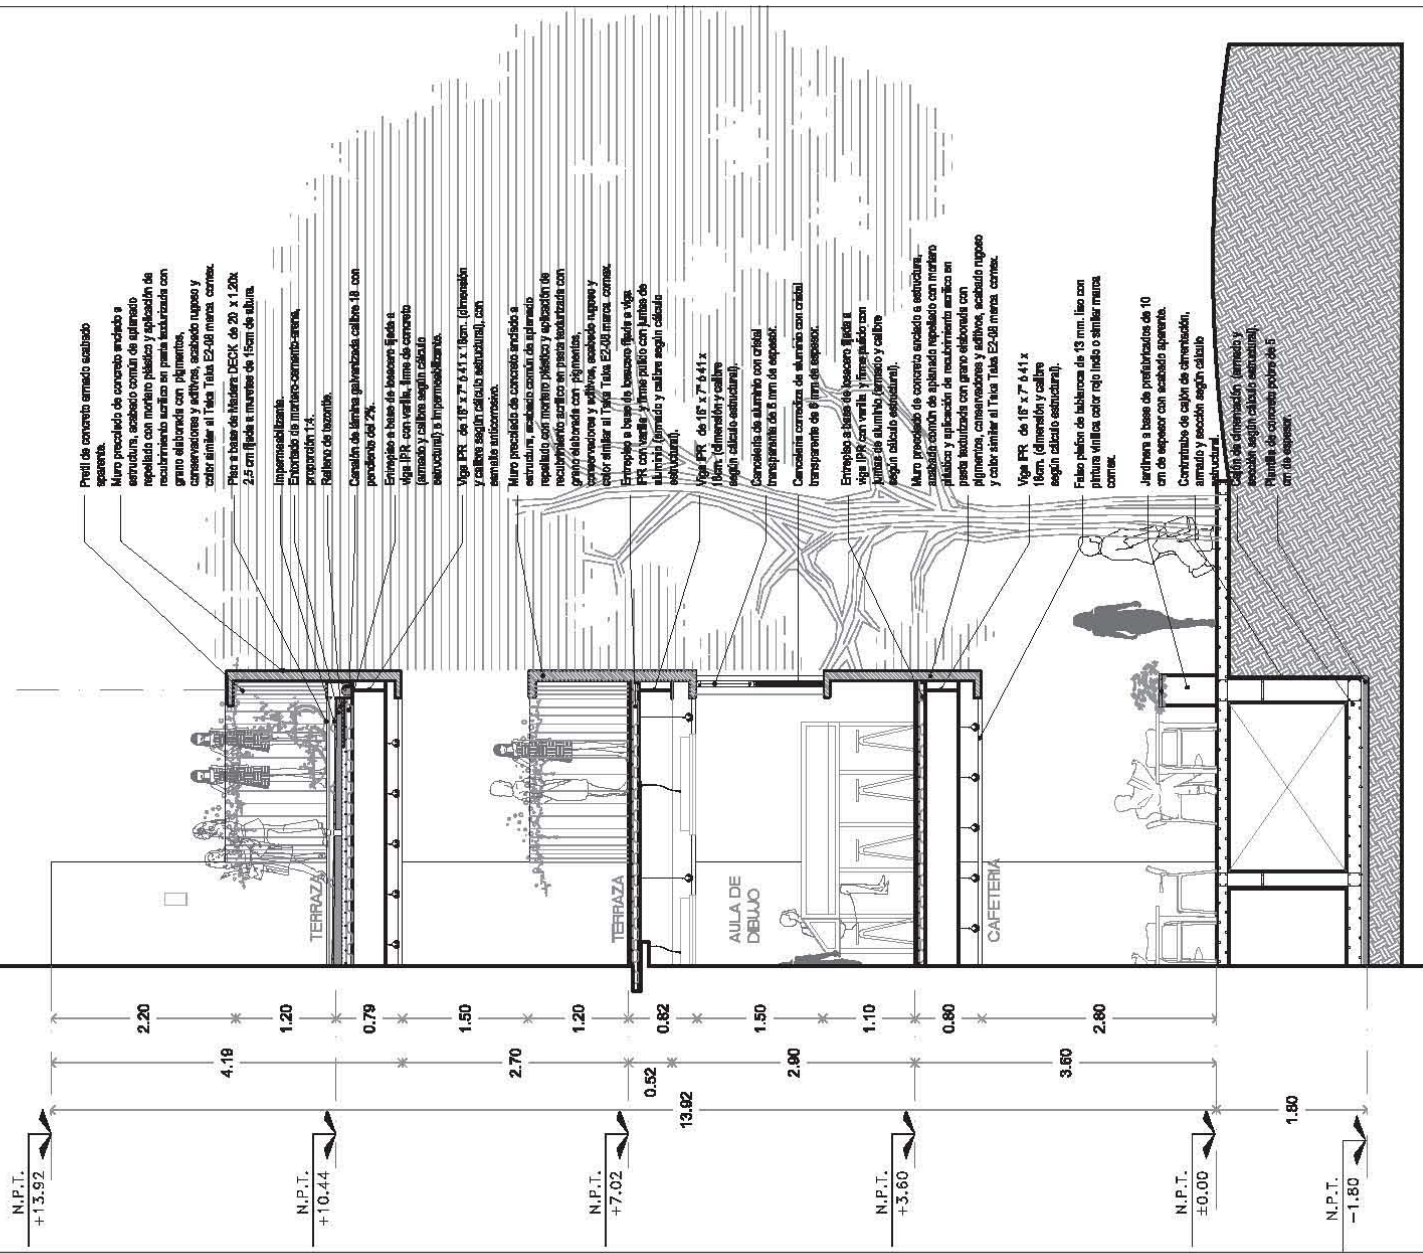 Pretil de concreto armado acabado
aparente.
Muro precolado de concreto anclado a
estructura, acabado común de aplanado
repellado con mortero plástico y aplicación de
recubrimiento acrílico en pasta texturizada con
grano elaborada con pigmentos,
conservadores y aditivos, acabado rugoso y
color similar al Teka E2-08 marca comex.
Piso a base de Madera DECK de 20 x 1.20x
2.5 cm fijada a murete de 15cm de altura.
Impermeabilizante.
Entortado de mortero-cemento-arena,
proporción 1:4.
Relleno de tezontle.
Canalón de lámina galvanizada calibre 18 con
pendiente del 2%.
Entrepiso a base de losacero fijada a
viga IPR con varilla, firme de concreto
(armado y calibre según cálculo
estructural) e impermeabilizante.
Viga IPR de 16" x 7" ó 41 x 18cm. (dimensión
y calibre según cálculo estructural), con
esmalte anticorrosivo.
Muro precolado de concreto anclado a
estructura, acabado común de aplanado
repellado con mortero plástico y aplicación de
recubrimiento acrílico en pasta texturizada con
grano elaborada con pigmentos,
conservadores y aditivos, acabado rugoso y
color similar al Teka E2-08 marca comex.
Entrepiso a base de losacero fijada a viga
IPR con varilla y firme pulido con juntas de
aluminio (armado y calibre según cálculo
estructural).
Viga IPR de 16" x 7" ó 41 x
18cm. (dimensión y calibre
según cálculo estructural).
Cancelería de aluminio con cristal
transparente de 6 mm de espesor.
Cancelería corrediza de aluminio con cristal
transparente de 6 mm de espesor.
Entrepiso a base de losacero fijada a
viga IPR con varilla y firme pulido con
juntas de aluminio (armado y calibre
según cálculo estructural).
Muro precolado de concreto anclado a estructura,
acabado común de aplanado repellado con mortero
plástico y aplicación de recubrimiento acrílico en
pasta texturizada con grano elaborada con
pigmentos, conservadores y aditivos, acabado rugoso
y color similar al Teka Teka E2-08 marca comex.
Viga IPR de 16" x 7" ó 41 x
18cm. (dimensión y calibre
según cálculo estructural).
Falso plafón de tablaroca de 13 mm. liso con
pintura vinílica color rojo indo o similar marca
comex.
Jardinera a base de prefabricados de 10
cm de espesor con acabado aparente.
Contratrabe de cajón de cimentación,
armado y sección según cálculo
estructural.
Cajón de cimentación (armado y
sección según cálculo estructural).
Plantilla de concreto pobre de 5
cm de espesor.
TERRAZA
TERRAZA
AULA DE
DIBUJO
CAFETERIA
2.20
1.20
0.79
1.50
1.20
0.82
1.50
1.10
0.80
2.80
4.19
2.70
0.52
2.90
3.60
13.92
1.80
N.P.T.
+13.92
N.P.T.
+10.44
N.P.T.
+7.02
N.P.T.
+3.60
N.P.T.
±0.00
N.P.T.
-1.80